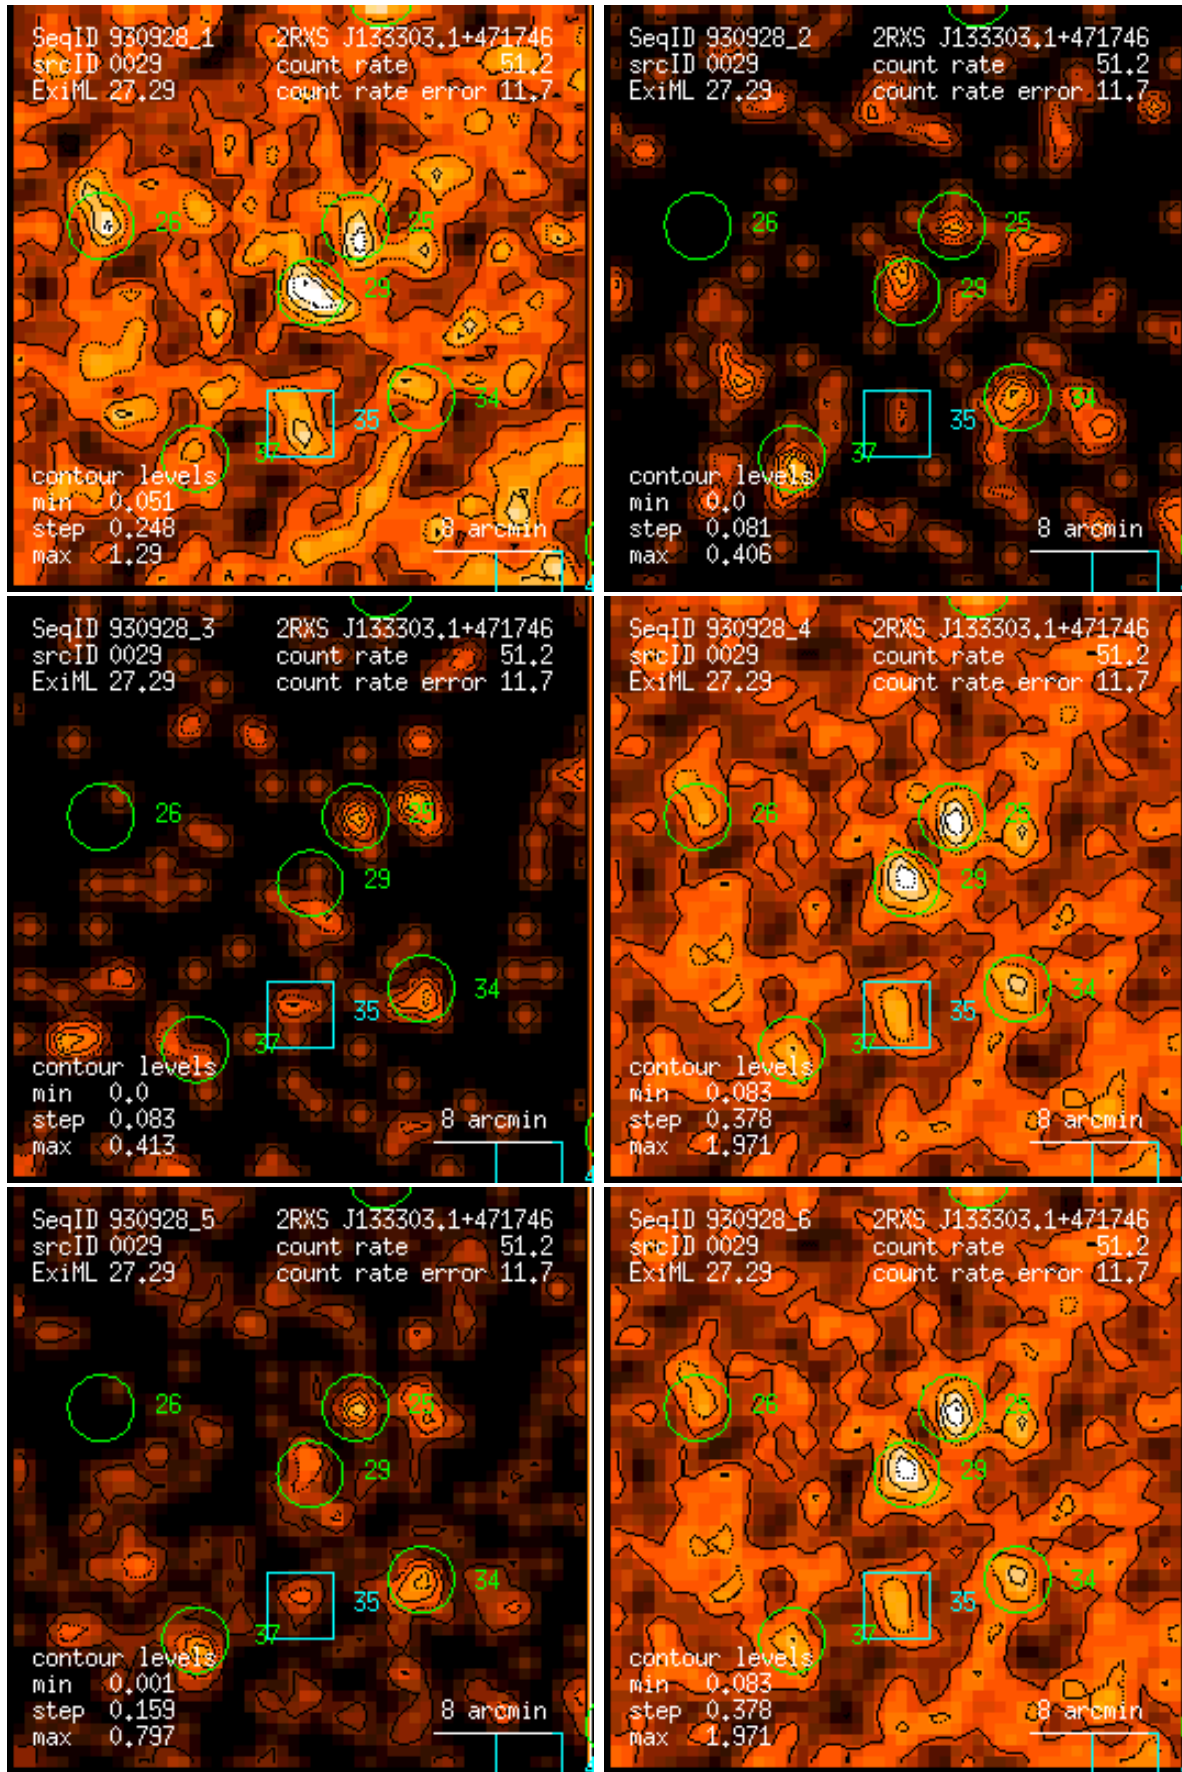 SeqID 930928_1 2RXS J133303.1+471746
srcID 0029 count rate 51.2
ExiML 27.29 count rate error 11.7
26 25
29
34
35
37
contour levels
min 0.051
step 0.248 8 arcmin
max 1.29
SeqID 930928_2 2RXS J133303.1+471746
srcID 0029 count rate 51.2
ExiML 27.29 count rate error 11.7
26 25
29
34
35
37
contour levels
min 0.0
step 0.081 8 arcmin
max 0.406
SeqID 930928_3 2RXS J133303.1+471746
srcID 0029 count rate 51.2
ExiML 27.29 count rate error 11.7
26 25
29
34
35
37
contour levels
min 0.0
step 0.083 8 arcmin
max 0.413
SeqID 930928_4 2RXS J133303.1+471746
srcID 0029 count rate 51.2
ExiML 27.29 count rate error 11.7
26 25
29
34
35
37
contour levels
min 0.083
step 0.378 8 arcmin
max 1.971
SeqID 930928_5 2RXS J133303.1+471746
srcID 0029 count rate 51.2
ExiML 27.29 count rate error 11.7
26 25
29
34
35
37
contour levels
min 0.001
step 0.159 8 arcmin
max 0.797
SeqID 930928_6 2RXS J133303.1+471746
srcID 0029 count rate 51.2
ExiML 27.29 count rate error 11.7
26 25
29
34
35
37
contour levels
min 0.083
step 0.378 8 arcmin
max 1.971